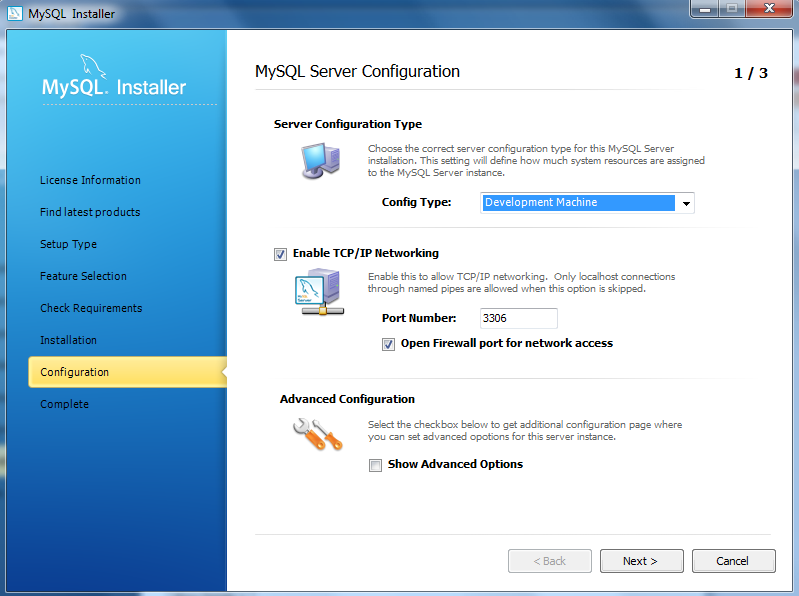 MySQL Installer
MySQL Installer
License Information
Find latest products
Setup Type
Feature Selection
Check Requirements
Installation
Configuration
Complete
MySQL Server Configuration
1 / 3
Server Configuration Type
Choose the correct server configuration type for this MySQL Server
installation. This setting will define how much system resources are assigned
to the MySQL Server instance.
Config Type:
Development Machine
Enable TCP/IP Networking
Enable this to allow TCP/IP networking. Only localhost connections
through named pipes are allowed when this option is skipped.
Port Number:
3306
Open Firewall port for network access
Advanced Configuration
Select the checkbox below to get additional configuration page where
you can set advanced opotions for this server instance.
Show Advanced Options
< Back
Next >
Cancel